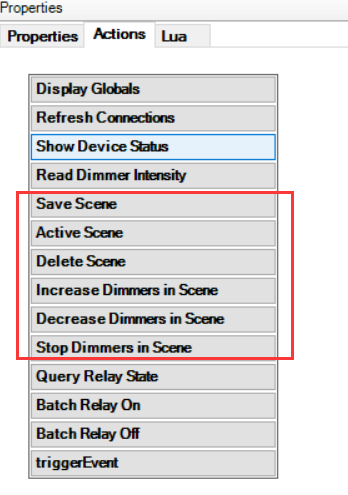 Properties
Properties Actions Lua
Display Globals
Refresh Connections
Show Device Status
Read Dimmer Intensity
Save Scene
Active Scene
Delete Scene
Increase Dimmers in Scene
Decrease Dimmers in Scene
Stop Dimmers in Scene
Query Relay State
Batch Relay On
Batch Relay Off
triggerEvent